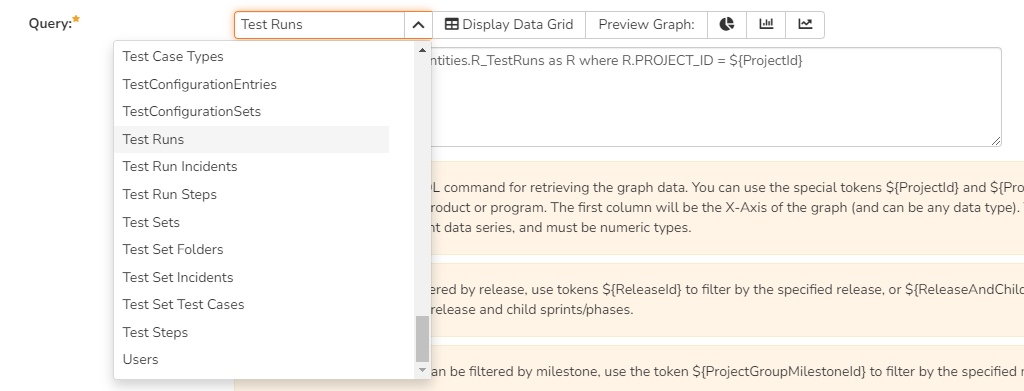 Query:* Test Runs Display Data Grid Preview Graph:
Test Case Types
ntities.R_TestRuns as R where R.PROJECT_ID = ${ProjectId}
TestConfigurationEntries
TestConfigurationSets
Test Runs
Test Run Incidents
Test Run Steps
L command for retrieving the graph data. You can use the special tokens ${ProjectId} and ${Pro
roduct or program. The first column will be the X-Axis of the graph (and can be any data type).
Test Sets
t data series, and must be numeric types.
Test Set Folders
Test Set Incidents
ered by release, use tokens ${ReleaseId} to filter by the specified release, or ${ReleaseAndChild
Test Set Test Cases
release and child sprints/phases.
Test Steps
Users
an be filtered by milestone, use the token ${ProjectGroupMilestoneId} to filter by the specified